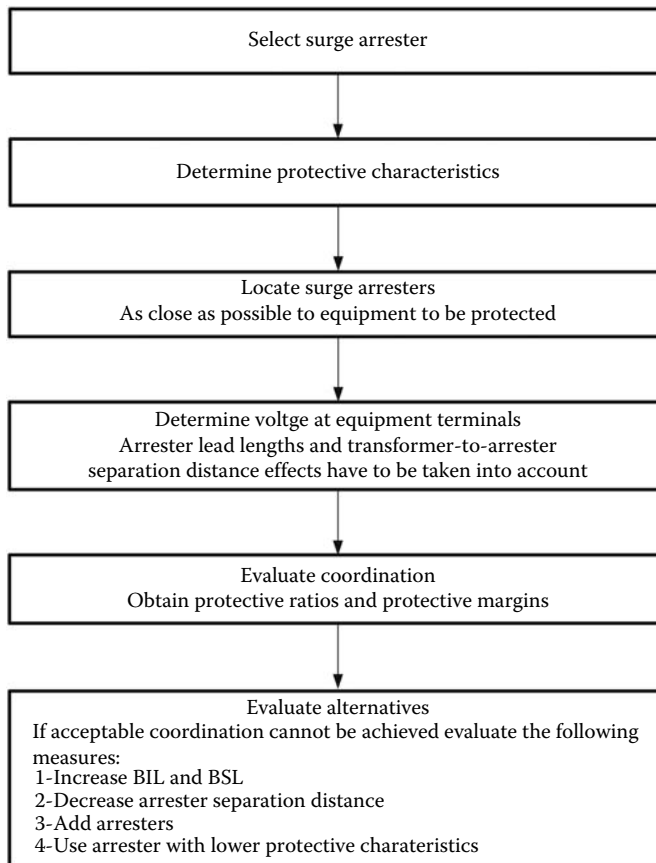 Select surge arrester
Determine protective characteristics
Locate surge arresters
As close as possible to equipment to be protected
Determine voltge at equipment terminals
Arrester lead lengths and transformer-to-arrester
separation distance effects have to be taken into account
Evaluate coordination
Obtain protective ratios and protective margins
Evaluate alternatives
If acceptable coordination cannot be achieved evaluate the following
measures:
1-Increase BIL and BSL
2-Decrease arrester separation distance
3-Add arresters
4-Use arrester with lower protective charateristics